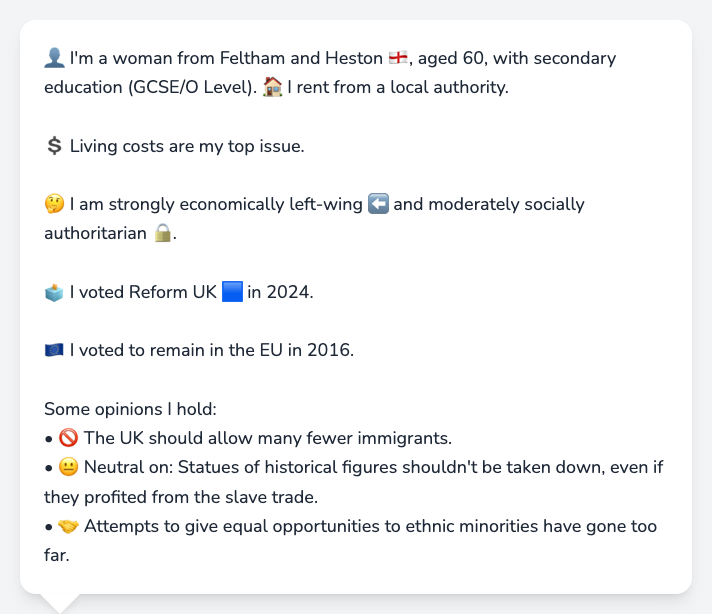 👤 I'm a woman from Feltham and Heston 🏴󠁧󠁢󠁥󠁮󠁧󠁿, aged 60, with secondary
education (GCSE/O Level). 🏠 I rent from a local authority.
💲 Living costs are my top issue.
🤔 I am strongly economically left-wing ⬅️ and moderately socially
authoritarian 🔒.
🗳️ I voted Reform UK 🟦 in 2024.
🇪🇺 I voted to remain in the EU in 2016.
Some opinions I hold:
• 🚫 The UK should allow many fewer immigrants.
• 😐 Neutral on: Statues of historical figures shouldn't be taken down, even if
they profited from the slave trade.
• 🤝 Attempts to give equal opportunities to ethnic minorities have gone too
far.